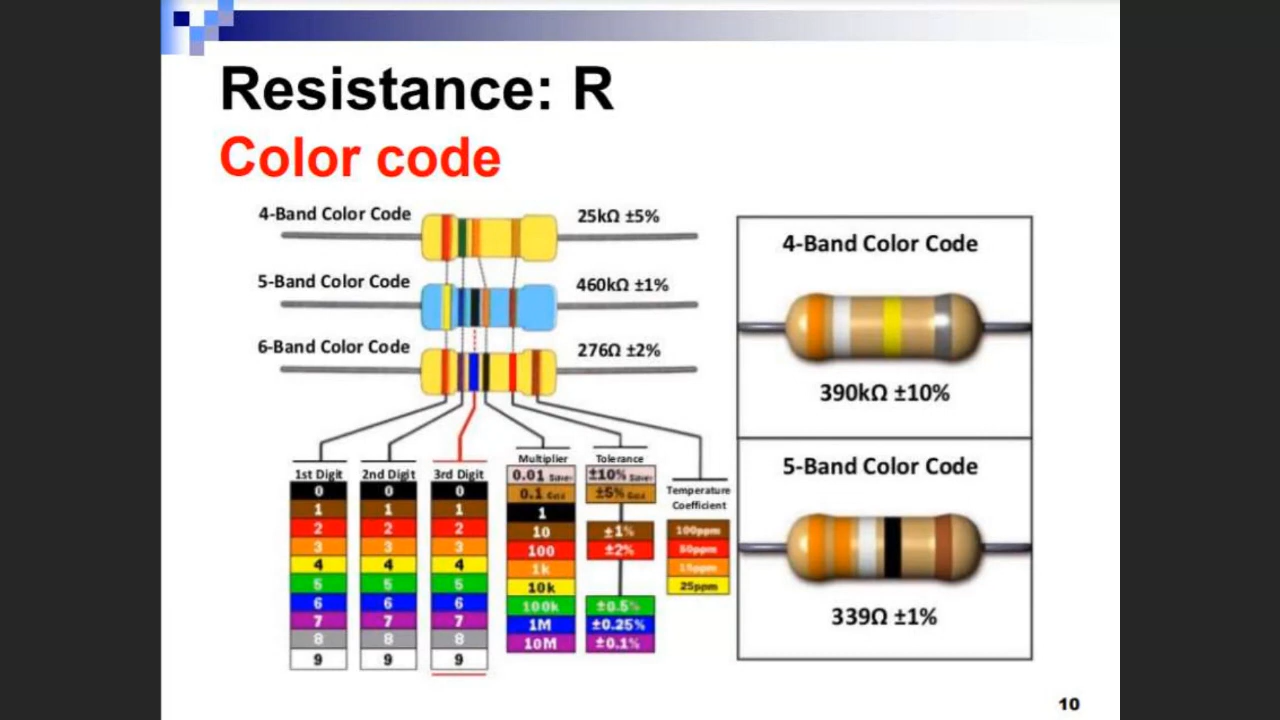 Resistance: R
Color code
4-Band Color Code
25kΩ ±5%
5-Band Color Code
460kΩ ±1%
6-Band Color Code
276Ω ±2%
1st Digit
0
1
2
3
4
5
6
7
8
9
2nd Digit
0
1
2
3
4
5
6
7
8
9
3rd Digit
0
1
2
3
4
5
6
7
8
9
Multiplier
0.01 Silver
0.1 Gold
1
10
100
1k
10k
100k
1M
10M
Tolerance
±10% Silver
±5% Gold
±1%
±2%
±0.5%
±0.25%
±0.1%
Temperature
Coefficient
100ppm
50ppm
15ppm
25ppm
4-Band Color Code
390kΩ ±10%
5-Band Color Code
339Ω ±1%
10